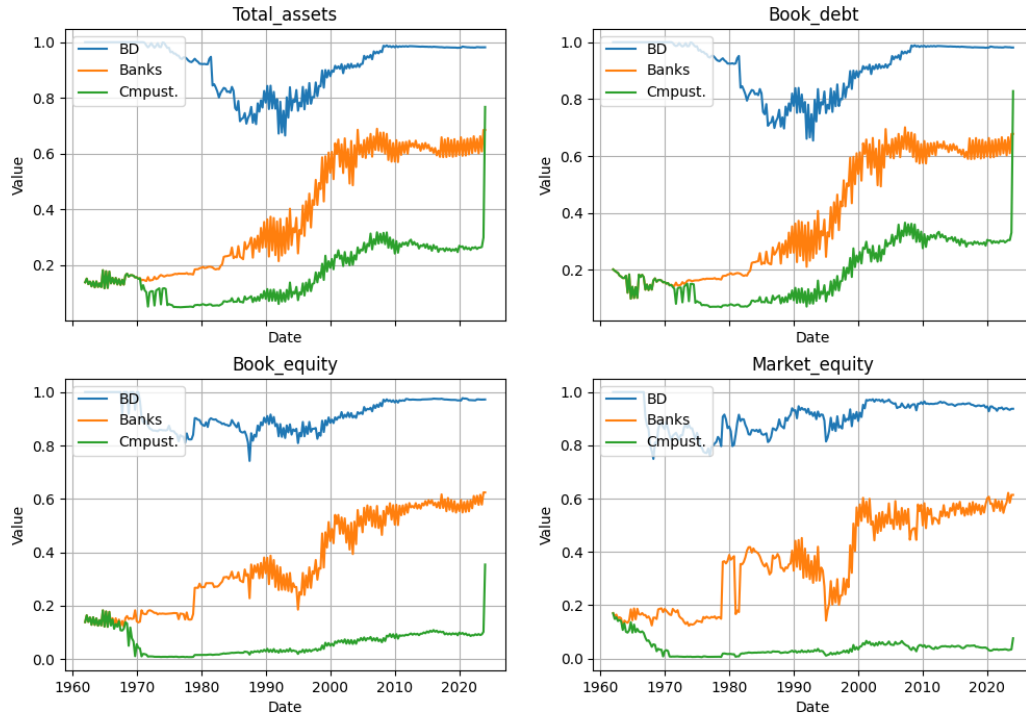 Total_assets
Value
1.0
0.8
0.6
0.4
0.2
BD
Banks
Cmpust.
Date
Book_debt
Value
1.0
0.8
0.6
0.4
0.2
BD
Banks
Cmpust.
Date
Book_equity
Value
1.0
0.8
0.6
0.4
0.2
0.0
BD
Banks
Cmpust.
1960 1970 1980 1990 2000 2010 2020
Date
Market_equity
Value
1.0
0.8
0.6
0.4
0.2
0.0
BD
Banks
Cmpust.
1960 1970 1980 1990 2000 2010 2020
Date